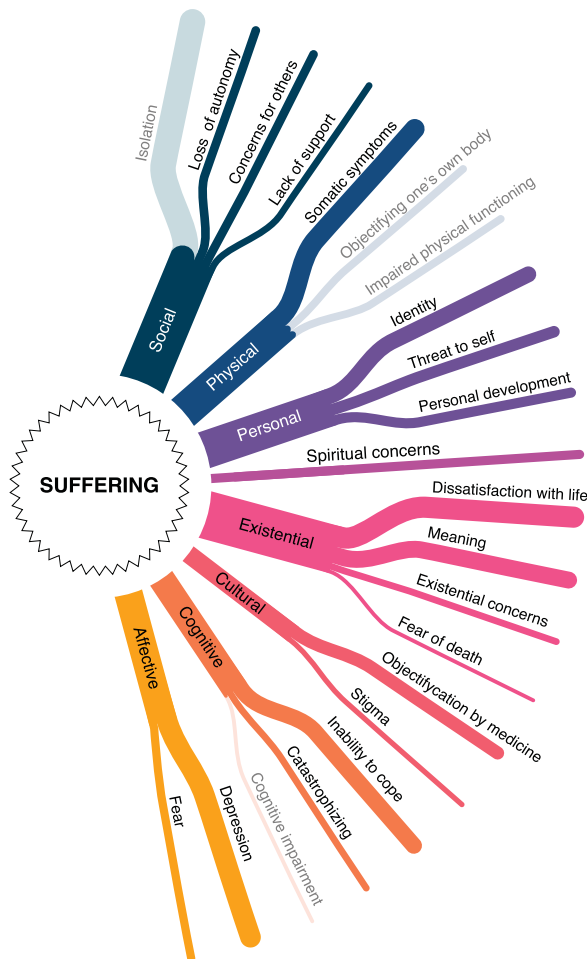 Isolation
Loss of autonomy
Concerns for others
Lack of support
Social
Somatic symptoms
Objectifying one's own body
Impaired physical functioning
Physical
Identity
Threat to self
Personal development
Personal
Spiritual concerns
SUFFERING
Dissatisfaction with life
Meaning
Existential concerns
Fear of death
Existential
Cultural
Objectifycation by medicine
Stigma
Cognitive
Inability to cope
Catastrophizing
Cognitive impairment
Affective
Depression
Fear